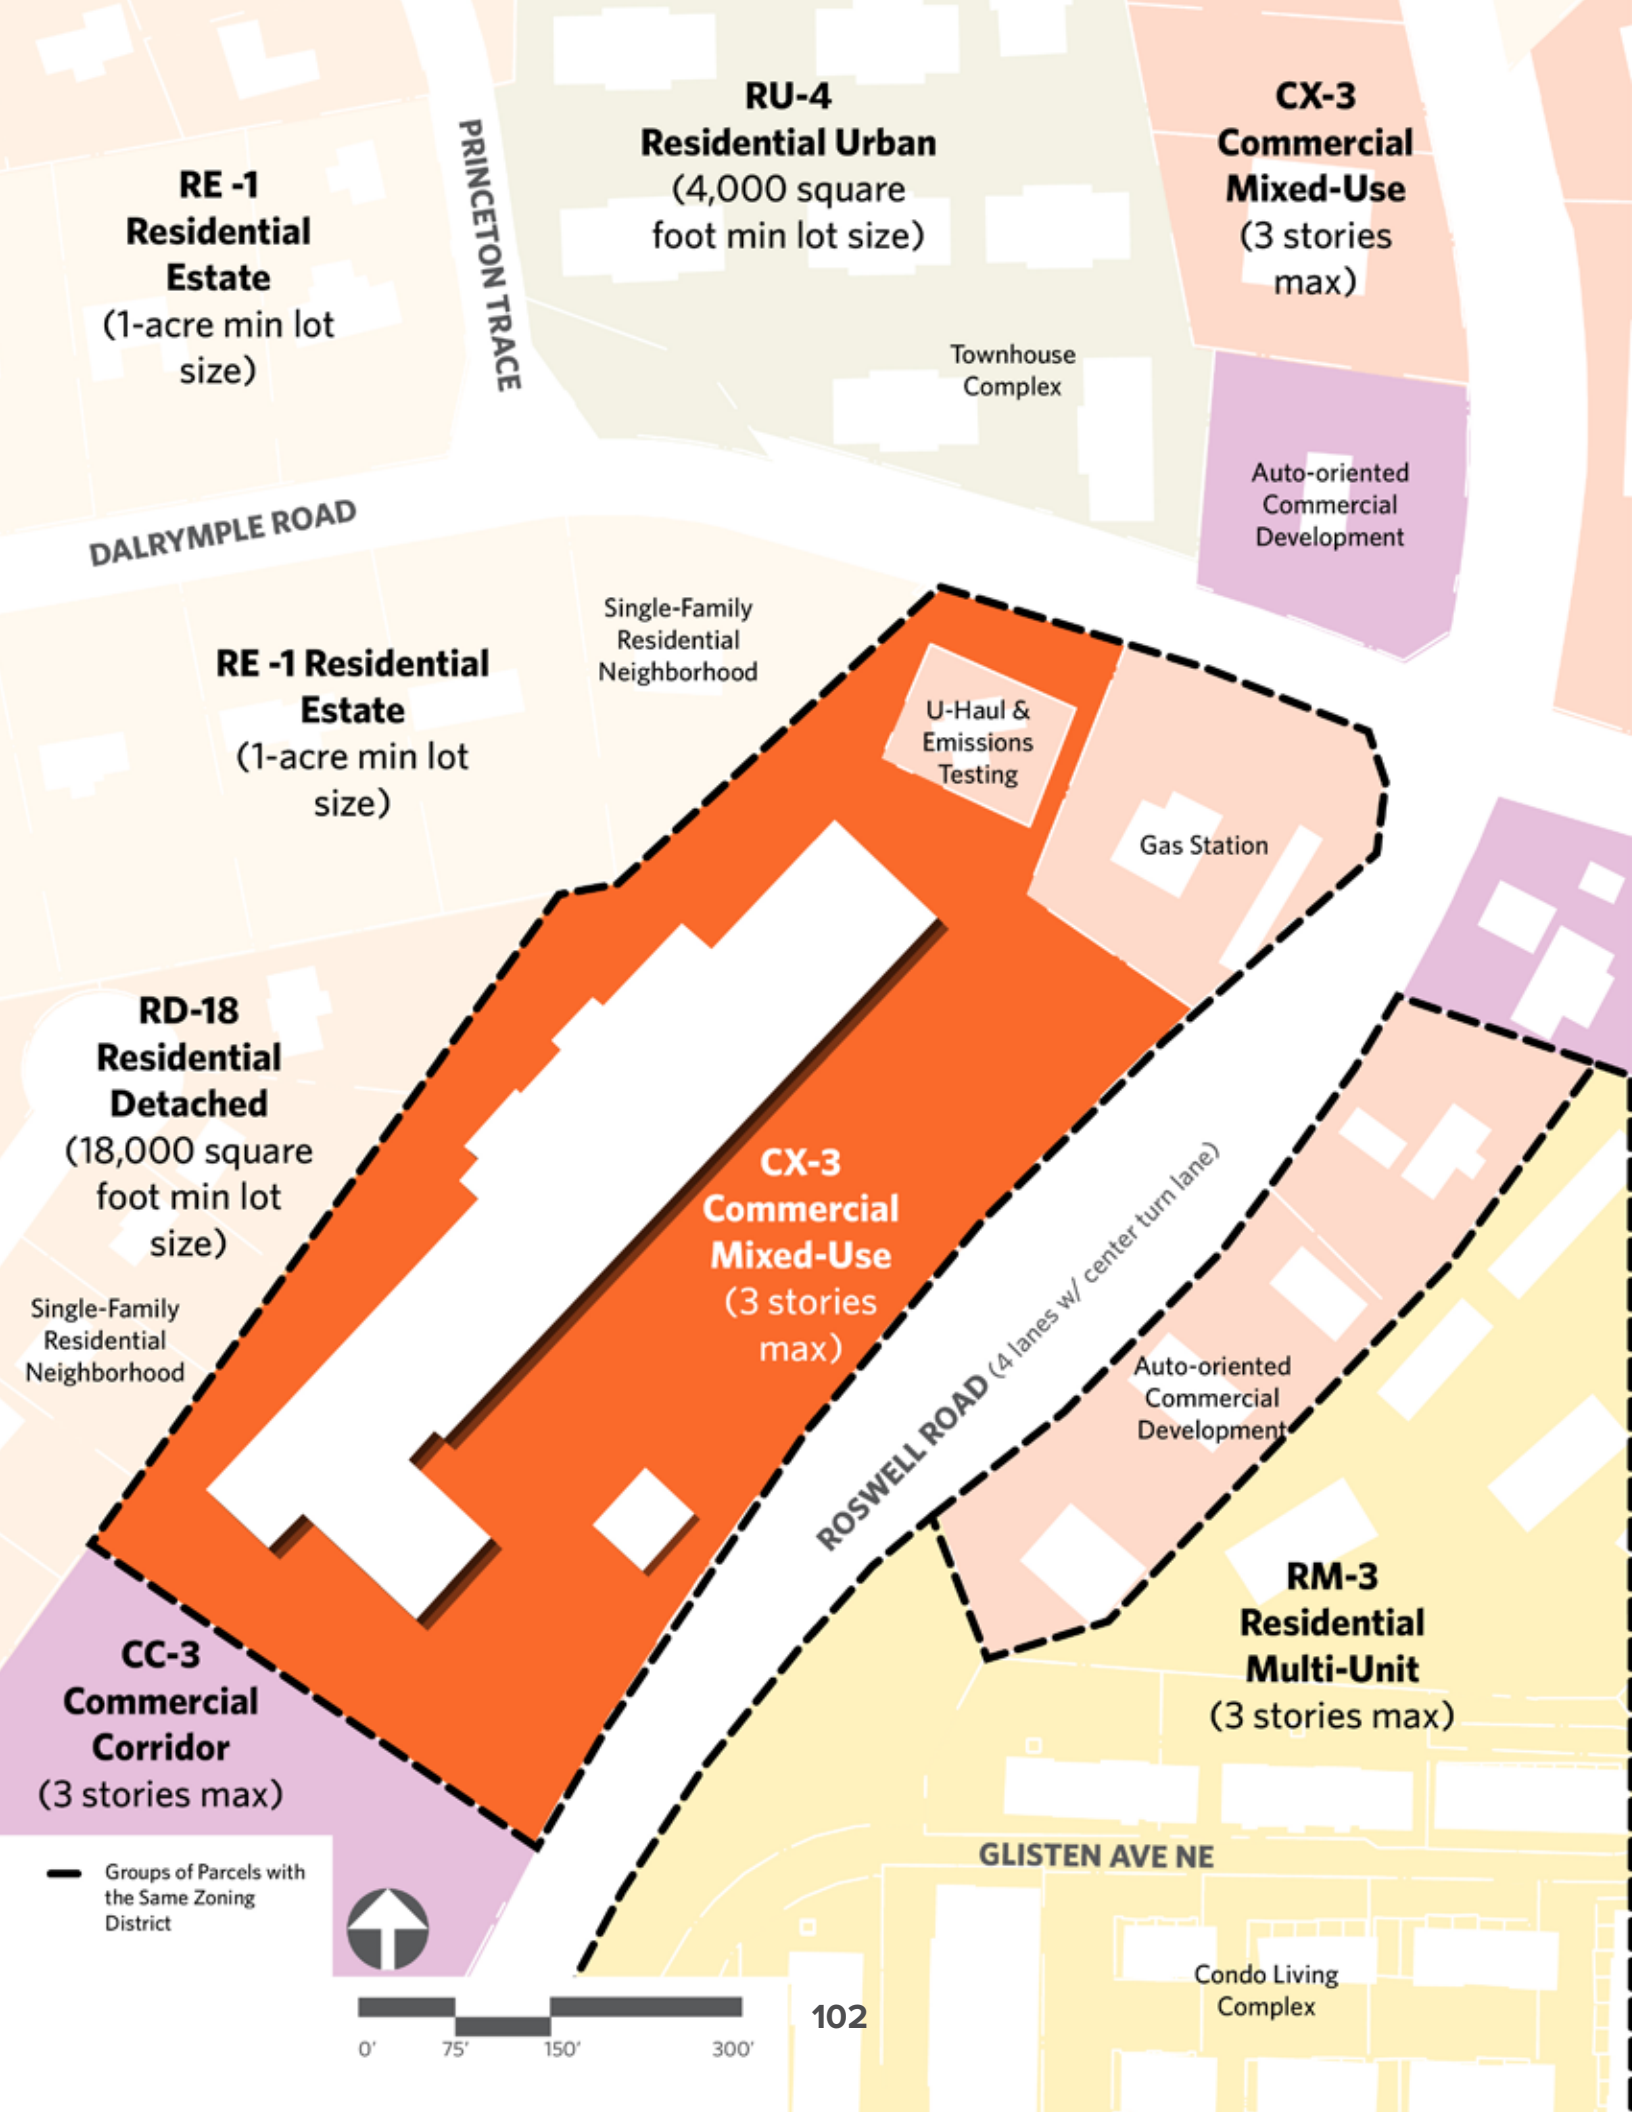 RU-4
Residential Urban
(4,000 square
foot min lot size)
CX-3
Commercial
Mixed-Use
(3 stories
max)
RE -1
Residential
Estate
(1-acre min lot
size)
PRINCETON TRACE
Townhouse
Complex
Auto-oriented
Commercial
Development
DALRYMPLE ROAD
Single-Family
Residential
Neighborhood
RE -1 Residential
Estate
(1-acre min lot
size)
U-Haul &
Emissions
Testing
Gas Station
RD-18
Residential
Detached
(18,000 square
foot min lot
size)
CX-3
Commercial
Mixed-Use
(3 stories
max)
Single-Family
Residential
Neighborhood
ROSWELL ROAD (4 lanes w/ center turn lane)
Auto-oriented
Commercial
Development
RM-3
Residential
Multi-Unit
(3 stories max)
CC-3
Commercial
Corridor
(3 stories max)
GLISTEN AVE NE
Groups of Parcels with
the Same Zoning
District
Condo Living
Complex
102
0' 75' 150' 300'